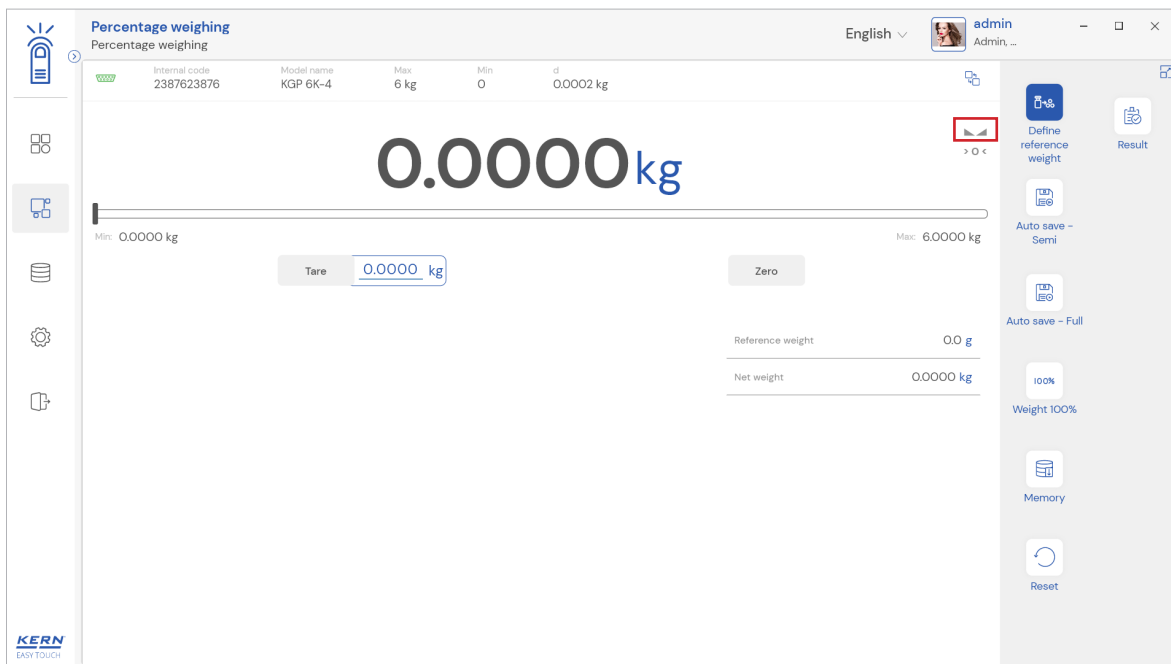 Percentage weighing
Percentage weighing
English
admin
Admin, ...
Internal code
2387623876
Model name
KGP 6K-4
Max
6 kg
Min
0
d
0.0002 kg
0.0000 kg
> 0 <
Min: 0.0000 kg
Max: 6.0000 kg
Tare
0.0000 kg
Zero
Reference weight 0.0 g
Net weight 0.0000 kg
Define
reference
weight
Result
Auto save -
Semi
Auto save - Full
100%
Weight 100%
Memory
Reset
KERN
EASY TOUCH